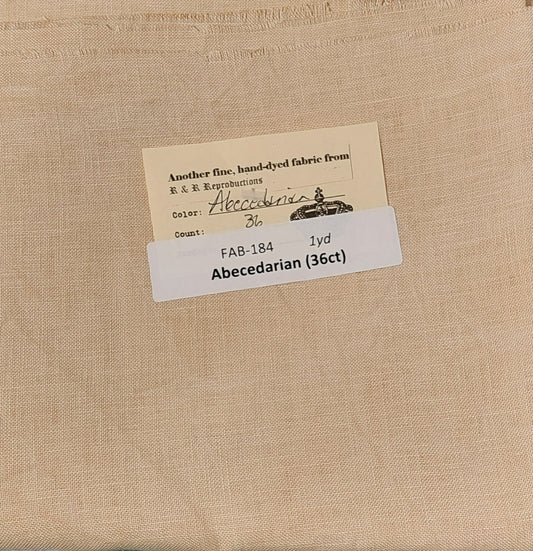 Another fine, hand-dyed fabric from
R & R Reproductions
Color: Abecedarian
Count: 36
FAB-184 1yd
Abecedarian (36ct)